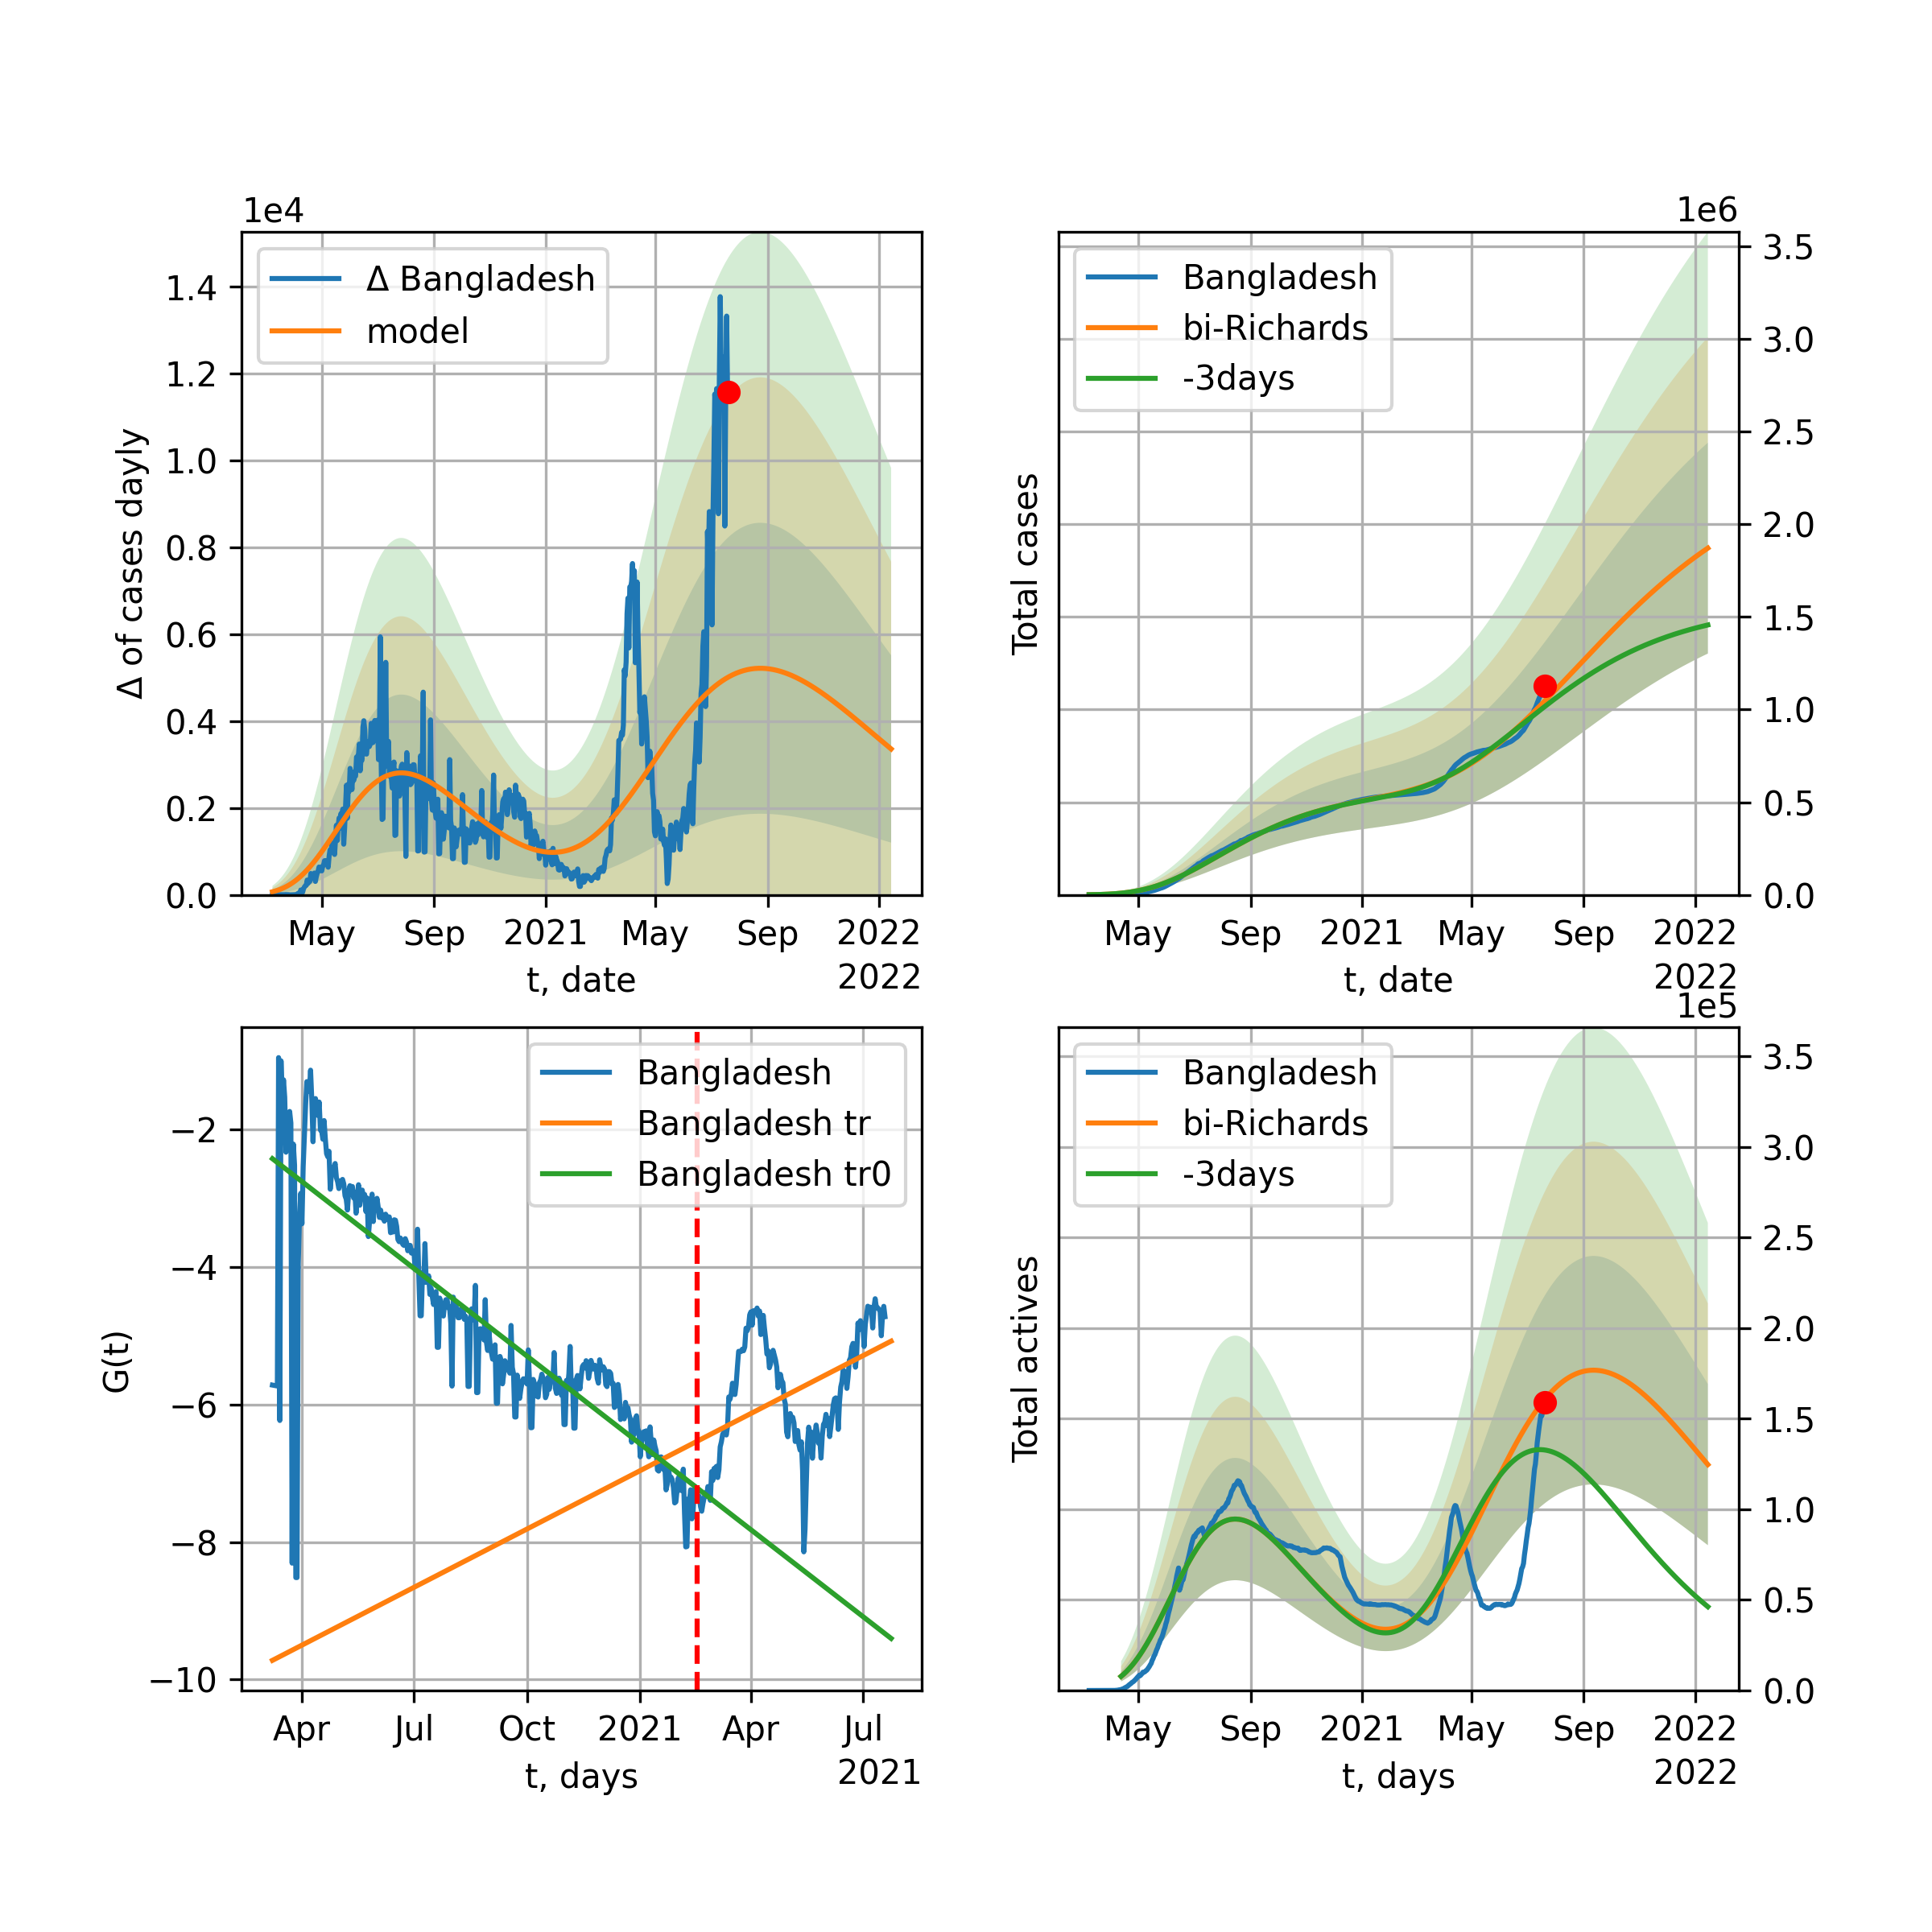 1e4
Δ Bangladesh
model
1.4
1.2
1.0
0.8
0.6
0.4
0.2
0.0
Δ of cases dayly
May Sep 2021 May Sep 2022
t, date 2022
1e6
Bangladesh
bi-Richards
-3days
3.5
3.0
2.5
2.0
1.5
1.0
0.5
0.0
Total cases
May Sep 2021 May Sep 2022
t, date 2022
Bangladesh
Bangladesh tr
Bangladesh tr0
−2
−4
−6
−8
−10
G(t)
Apr Jul Oct 2021 Apr Jul
t, days 2021
1e5
Bangladesh
bi-Richards
-3days
3.5
3.0
2.5
2.0
1.5
1.0
0.5
0.0
Total actives
May Sep 2021 May Sep 2022
t, days 2022